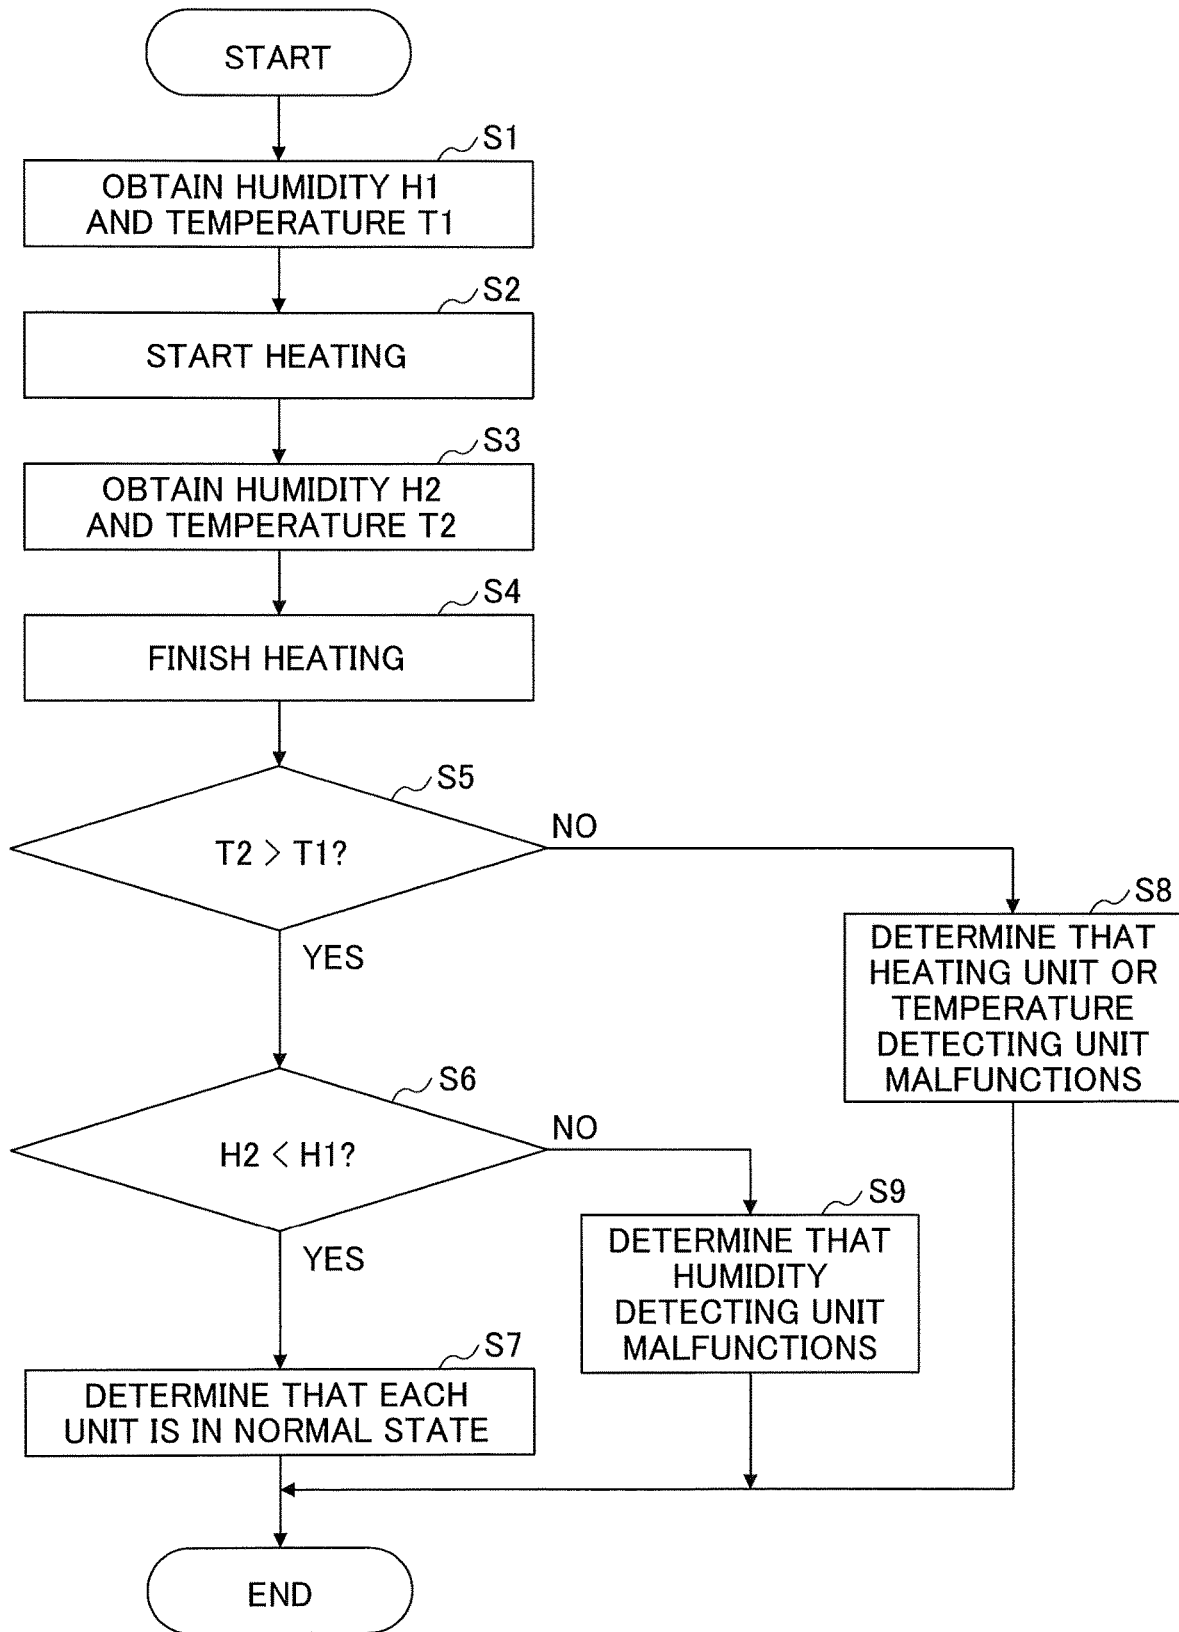 START
S1
OBTAIN HUMIDITY H1
AND TEMPERATURE T1
S2
START HEATING
S3
OBTAIN HUMIDITY H2
AND TEMPERATURE T2
S4
FINISH HEATING
S5
T2 > T1?
NO
YES
S8
DETERMINE THAT
HEATING UNIT OR
TEMPERATURE
DETECTING UNIT
MALFUNCTIONS
S6
H2 < H1?
NO
YES
S9
DETERMINE THAT
HUMIDITY
DETECTING UNIT
MALFUNCTIONS
S7
DETERMINE THAT EACH
UNIT IS IN NORMAL STATE
END